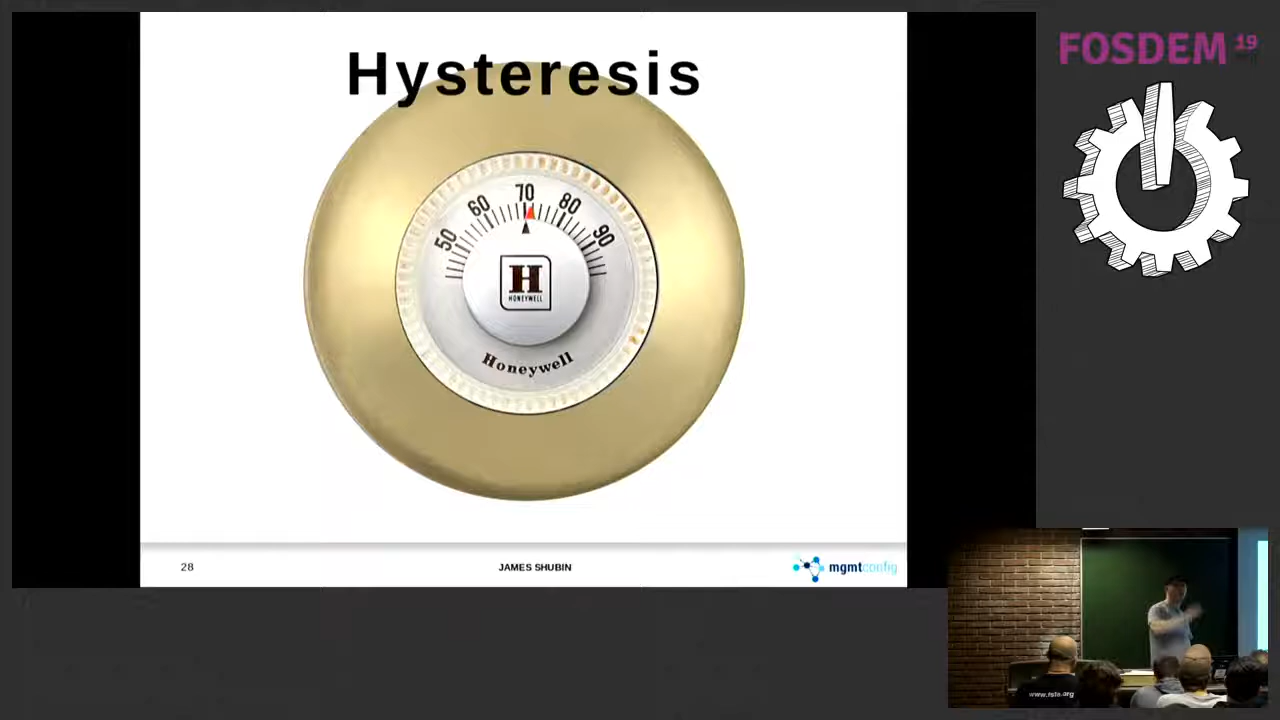 Hysteresis
50 60 70 80 90
H
HONEYWELL
Honeywell
28
JAMES SHUBIN
mgmtconfig
FOSDEM 19